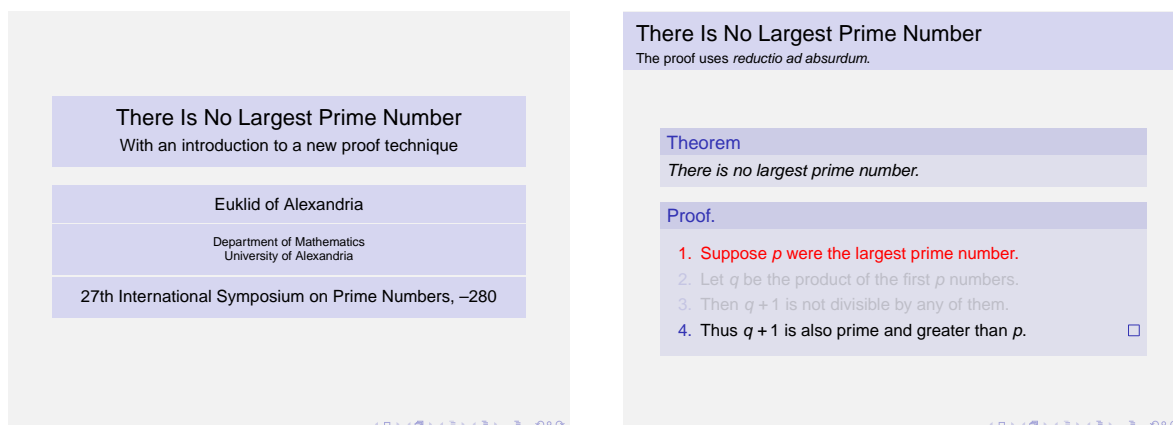 There Is No Largest Prime Number
With an introduction to a new proof technique
Euklid of Alexandria
Department of Mathematics
University of Alexandria
27th International Symposium on Prime Numbers, –280
There Is No Largest Prime Number
The proof uses reductio ad absurdum.
Theorem
There is no largest prime number.
Proof.
1. Suppose p were the largest prime number.
2. Let q be the product of the first p numbers.
3. Then q + 1 is not divisible by any of them.
4. Thus q + 1 is also prime and greater than p.